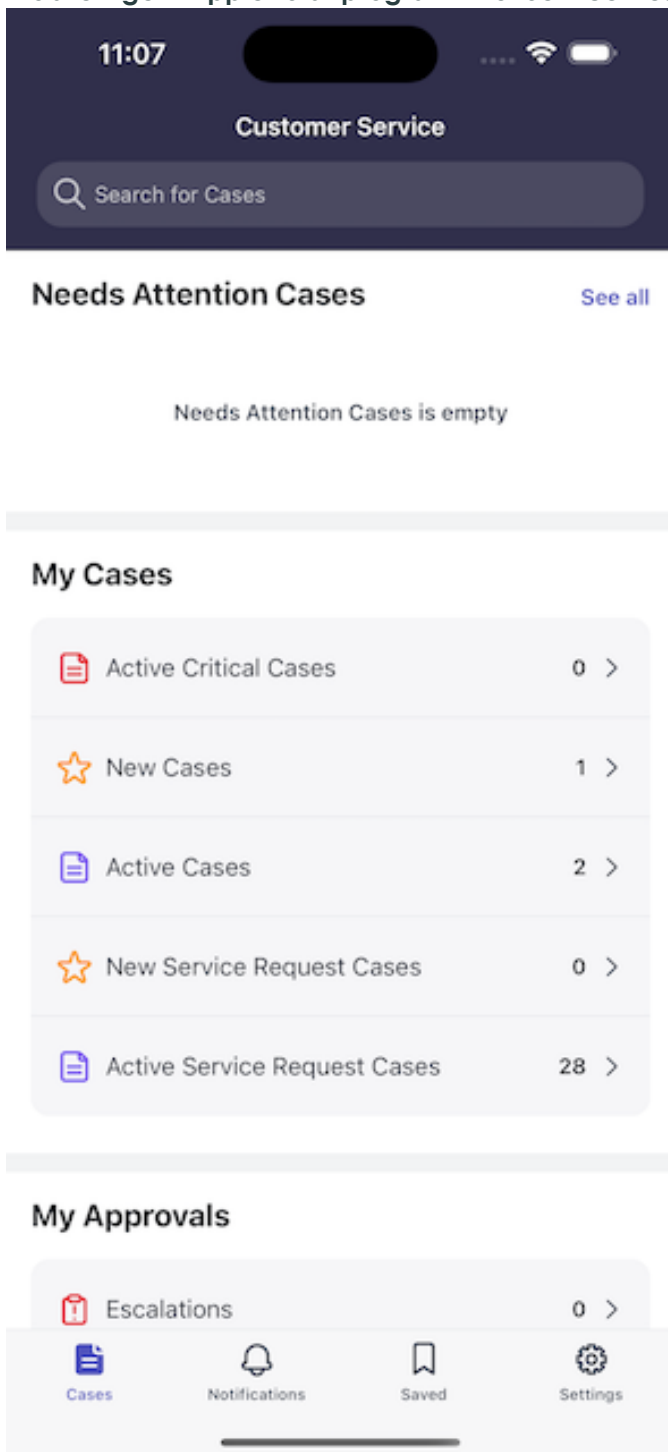 11:07
Customer Service
Search for Cases
Needs Attention Cases See all
Needs Attention Cases is empty
My Cases
Active Critical Cases 0
New Cases 1
Active Cases 2
New Service Request Cases 0
Active Service Request Cases 28
My Approvals
Escalations 0
Cases Notifications Saved Settings